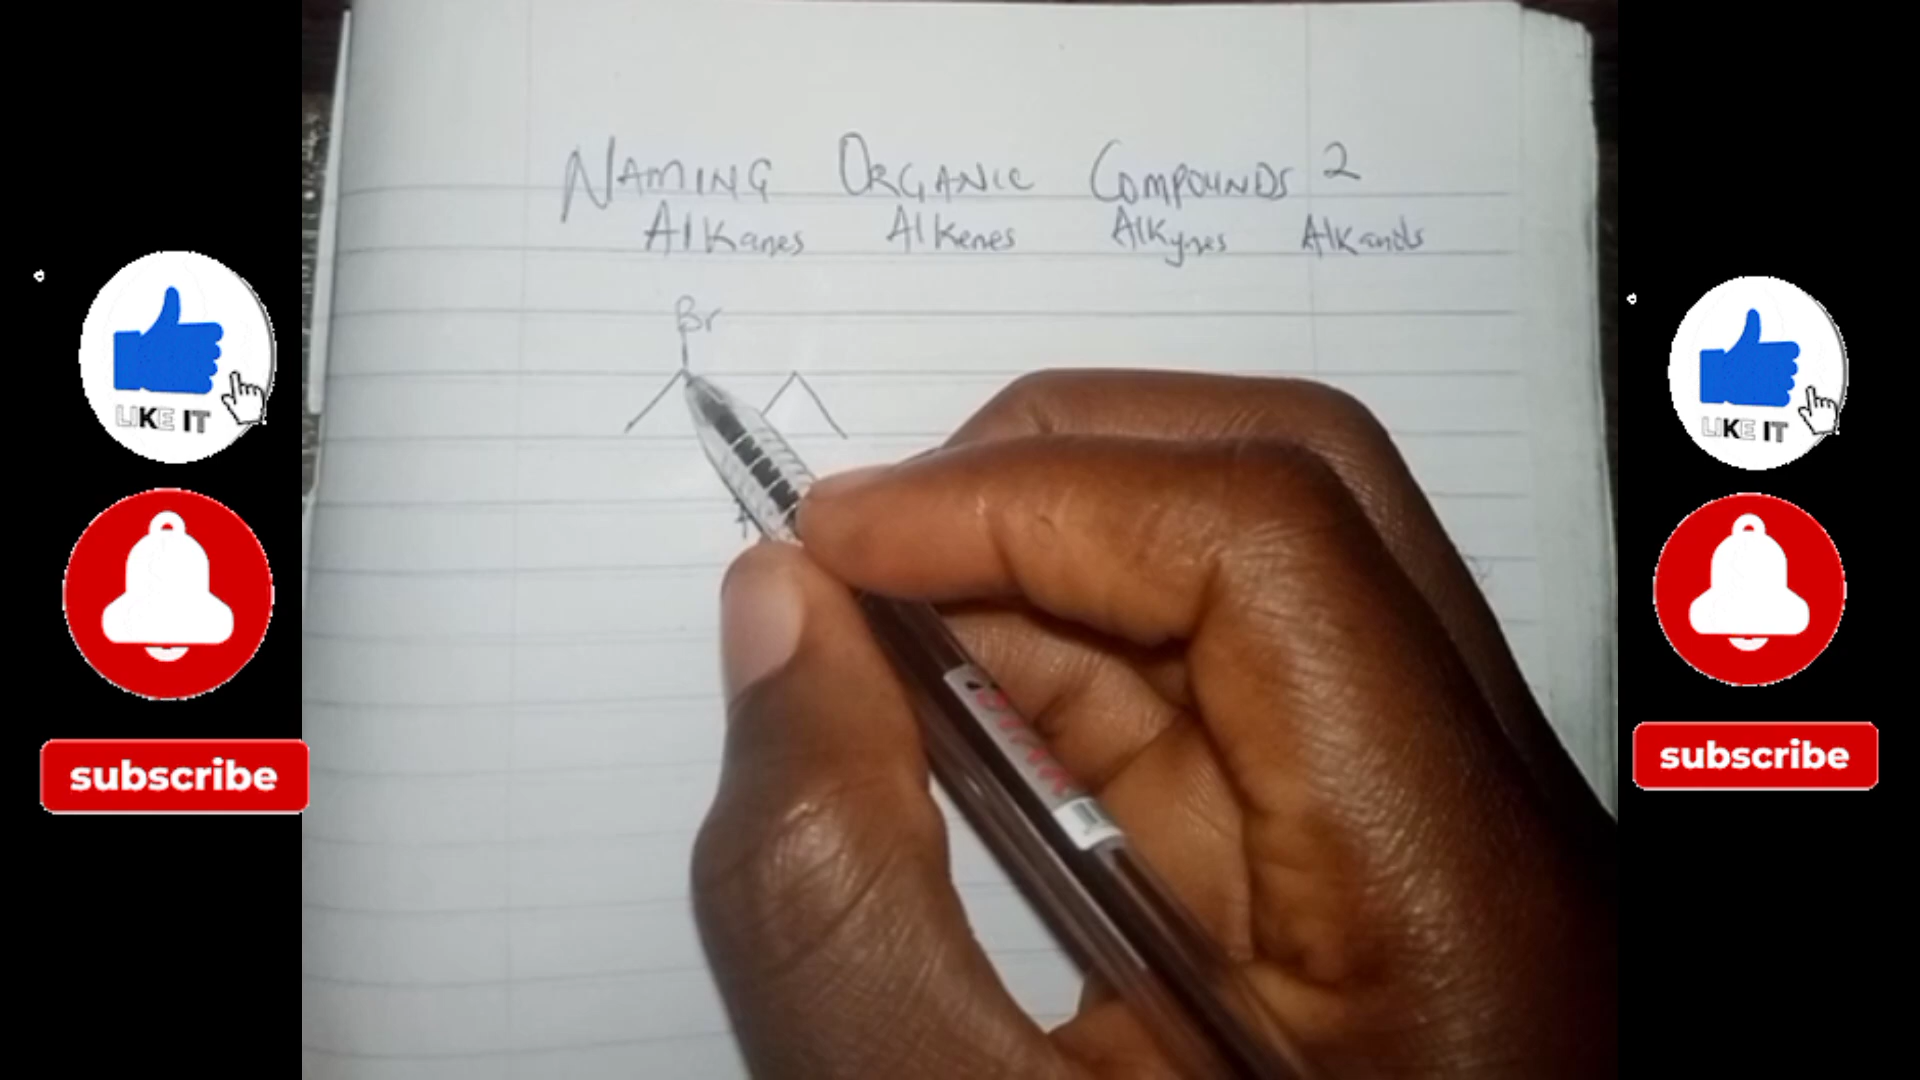 NAMING ORGANIC COMPOUNDS 2
Alkanes Alkenes Alkynes Alkanols
Br
LIKE IT
subscribe
LIKE IT
subscribe